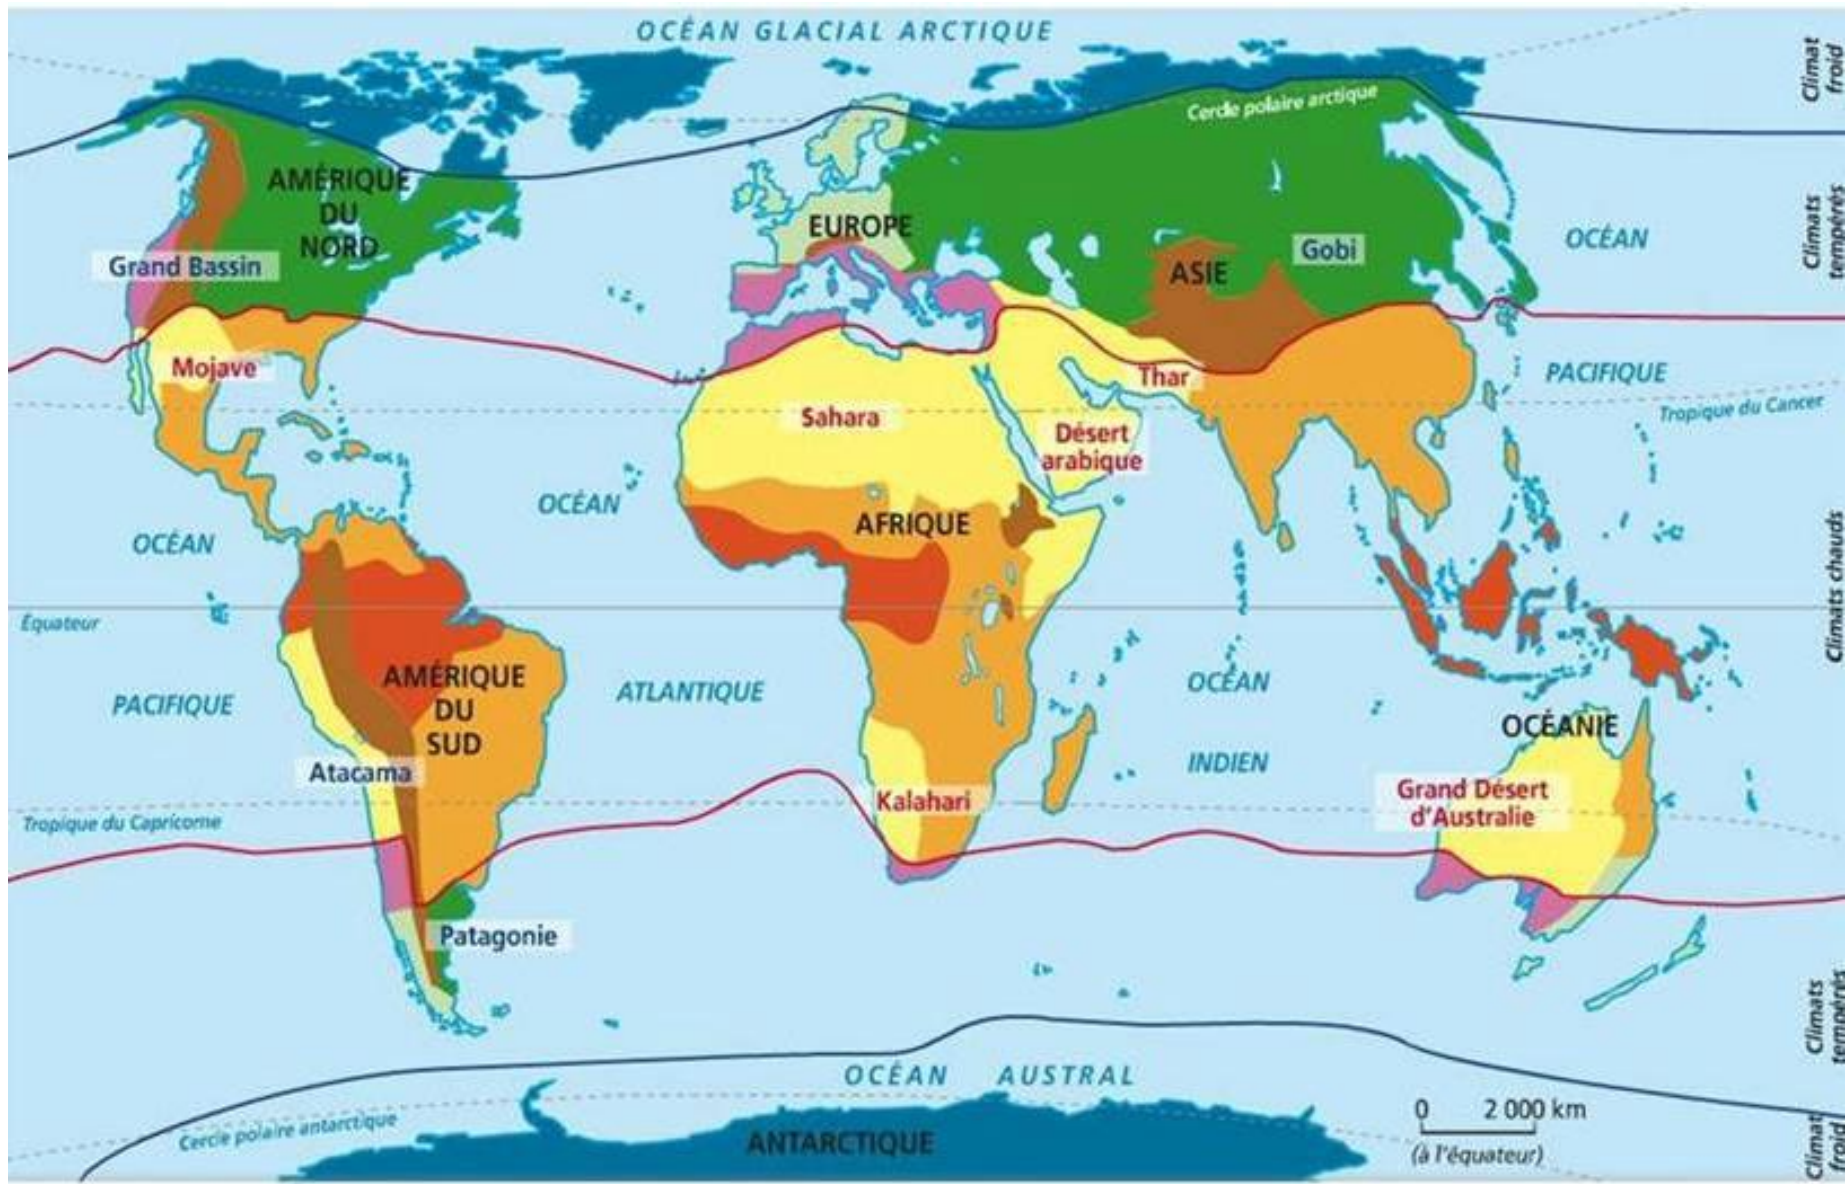 OCÉAN GLACIAL ARCTIQUE
Climat
froid
Cercle polaire arctique
AMÉRIQUE
DU
NORD
Climats
tempérés
EUROPE
OCÉAN
Gobi
Grand Bassin
ASIE
Mojave
Thar
PACIFIQUE
Tropique du Cancer
Sahara
Désert
arabique
OCÉAN
AFRIQUE
OCÉAN
Climats chauds
Équateur
AMÉRIQUE
DU
SUD
ATLANTIQUE
OCÉAN
PACIFIQUE
OCÉANIE
INDIEN
Atacama
Kalahari
Grand Désert
d'Australie
Tropique du Capricorne
Patagonie
Climats
tempérés
OCÉAN AUSTRAL
0 2 000 km
(à l'équateur)
Cercle polaire antarctique
ANTARCTIQUE
Climat
froid